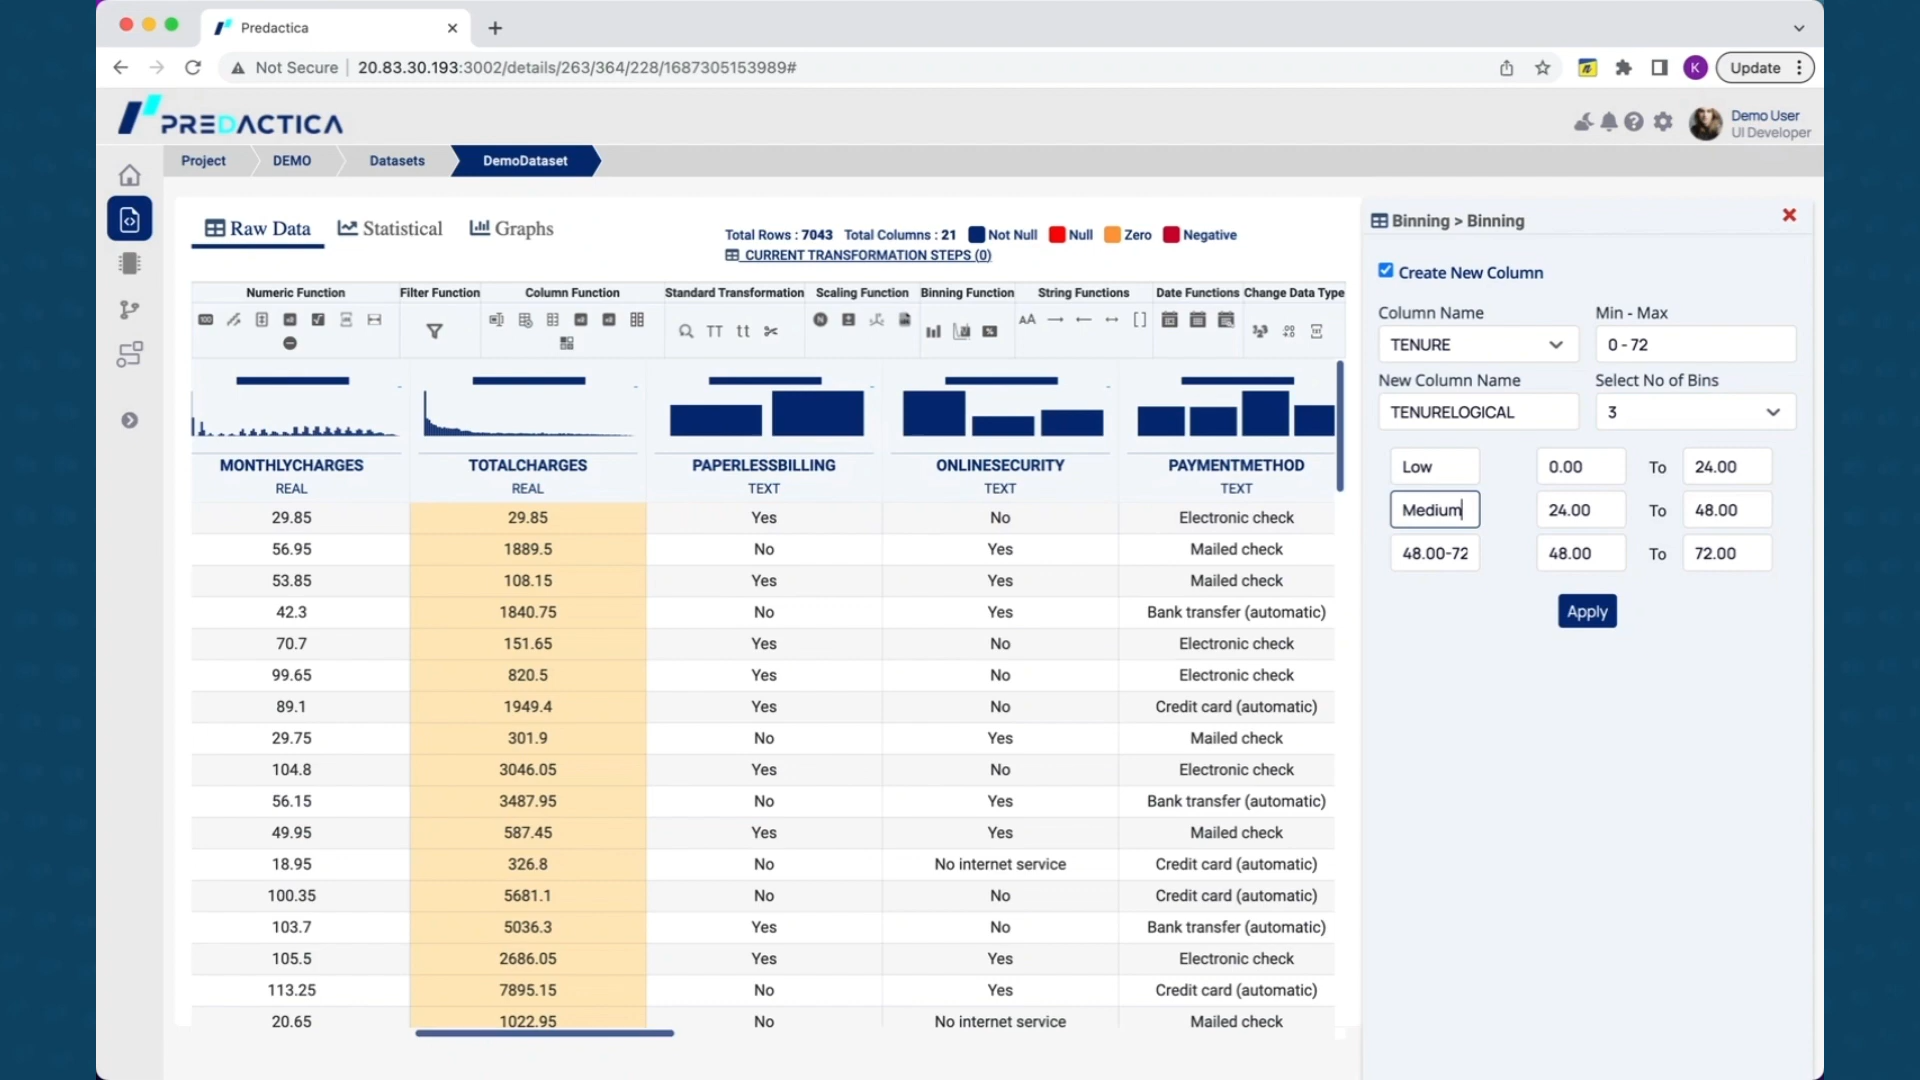 Predactica
Not Secure
20.83.30.193:3002/details/263/364/228/1687305153989#
K
Update
PREDACTICA
Demo User
UI Developer
Project
DEMO
Datasets
DemoDataset
Raw Data
Statistical
Graphs
Total Rows : 7043 Total Columns : 21 Not Null Null Zero Negative
CURRENT TRANSFORMATION STEPS (0)
Numeric Function Filter Function Column Function Standard Transformation Scaling Function Binning Function String Functions Date Functions Change Data Type
MONTHLYCHARGES TOTALCHARGES PAPERLESSBILLING ONLINESECURITY PAYMENTMETHOD
REAL REAL TEXT TEXT TEXT
29.85 29.85 Yes No Electronic check
56.95 1889.5 No Yes Mailed check
53.85 108.15 Yes Yes Mailed check
42.3 1840.75 No Yes Bank transfer (automatic)
70.7 151.65 Yes No Electronic check
99.65 820.5 Yes No Electronic check
89.1 1949.4 Yes No Credit card (automatic)
29.75 301.9 No Yes Mailed check
104.8 3046.05 Yes No Electronic check
56.15 3487.95 No Yes Bank transfer (automatic)
49.95 587.45 Yes Yes Mailed check
18.95 326.8 No No internet service Credit card (automatic)
100.35 5681.1 No No Credit card (automatic)
103.7 5036.3 Yes No Bank transfer (automatic)
105.5 2686.05 Yes Yes Electronic check
113.25 7895.15 No Yes Credit card (automatic)
20.65 1022.95 No No internet service Mailed check
Binning > Binning
Create New Column
Column Name Min - Max
TENURE 0 - 72
New Column Name Select No of Bins
TENURELOGICAL 3
Low 0.00 To 24.00
Medium 24.00 To 48.00
48.00-72 48.00 To 72.00
Apply